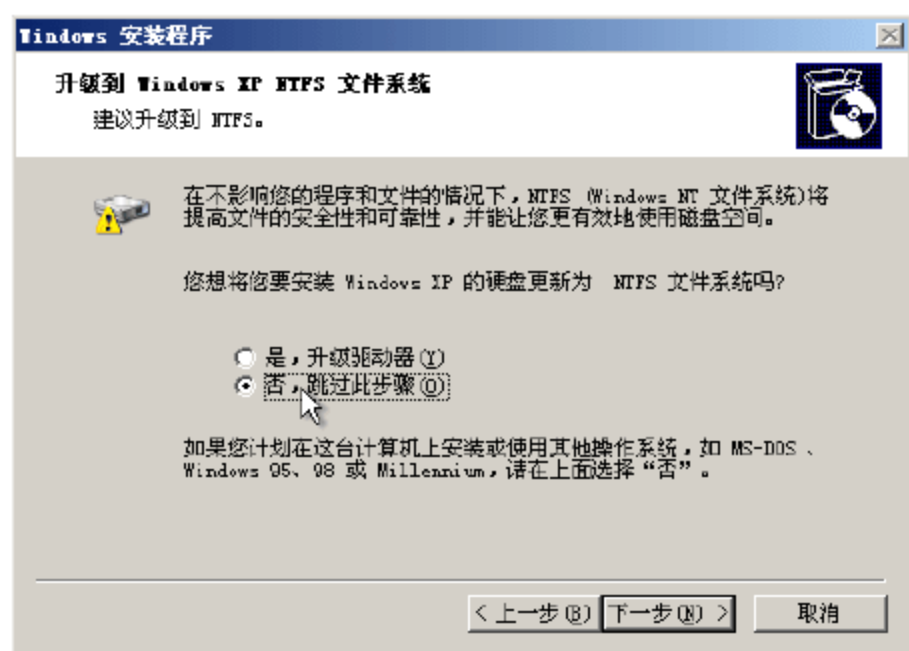 Windows 安装程序
升级到 Windows XP NTFS 文件系统
建议升级到 NTFS。
在不影响您的程序和文件的情况下，NTFS (Windows NT 文件系统)将
提高文件的安全性和可靠性，并能让您更有效地使用磁盘空间。
您想将您要安装 Windows XP 的硬盘更新为 NTFS 文件系统吗?
是，升级驱动器(Y)
否，跳过此步骤(O)
如果您计划在这台计算机上安装或使用其他操作系统，如 MS-DOS 、
Windows 95、98 或 Millennium，请在上面选择“否”。
< 上一步(B) 下一步(N) > 取消